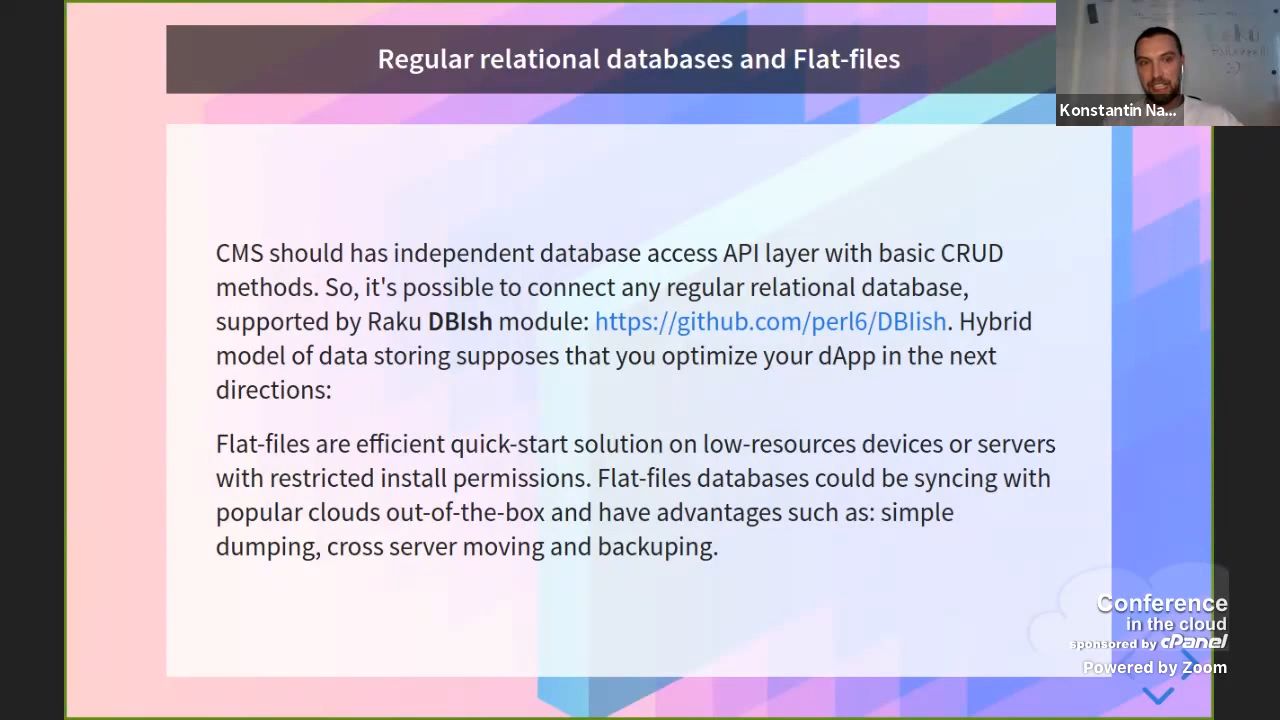 Regular relational databases and Flat-files
Konstantin Na...
CMS should has independent database access API layer with basic CRUD
methods. So, it's possible to connect any regular relational database,
supported by Raku DBIsh module: https://github.com/perl6/DBIish. Hybrid
model of data storing supposes that you optimize your dApp in the next
directions:
Flat-files are efficient quick-start solution on low-resources devices or servers
with restricted install permissions. Flat-files databases could be syncing with
popular clouds out-of-the-box and have advantages such as: simple
dumping, cross server moving and backuping.
Conference
in the cloud
sponsored by cPanel
Powered by Zoom